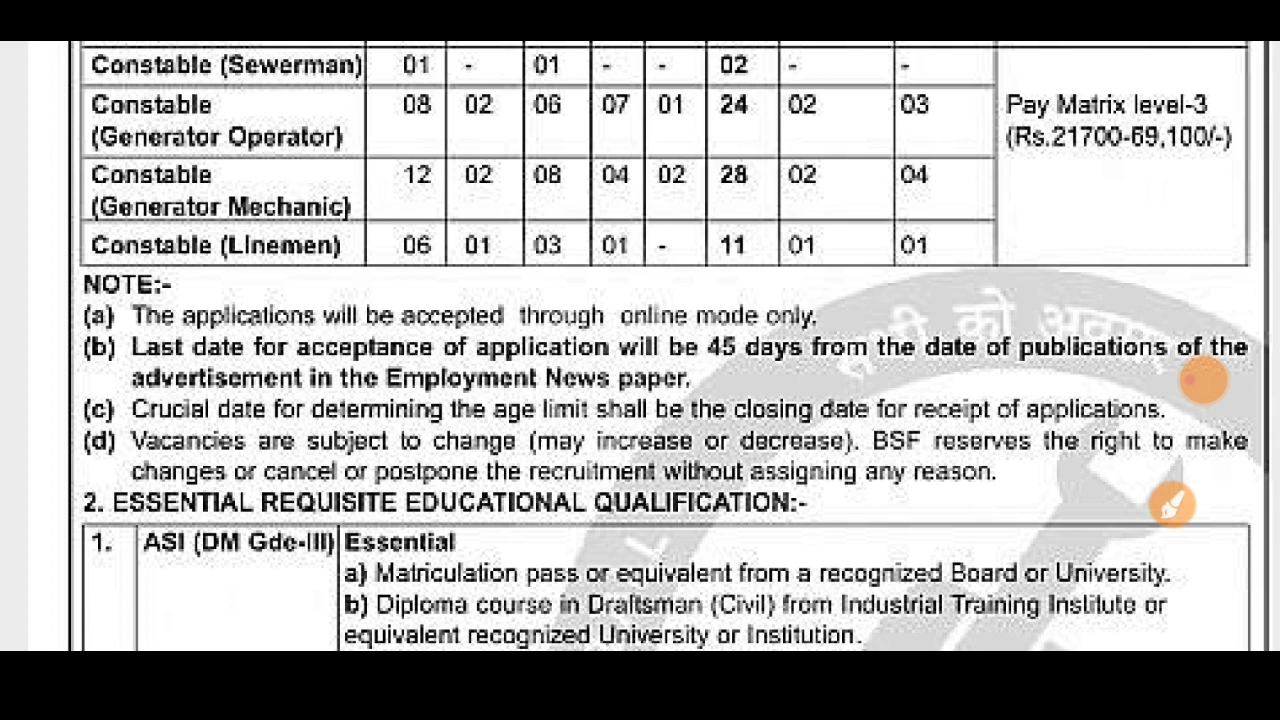 Constable (Sewerman) 01 - 01 - - 02 - -
Constable 08 02 06 07 01 24 02 03 Pay Matrix level-3
(Generator Operator) (Rs.21700-69,100/-)
Constable 12 02 08 04 02 28 02 04
(Generator Mechanic)
Constable (Linemen) 06 01 03 01 - 11 01 01
NOTE:-
(a) The applications will be accepted through online mode only.
(b) Last date for acceptance of application will be 45 days from the date of publications of the
advertisement in the Employment News paper.
(c) Crucial date for determining the age limit shall be the closing date for receipt of applications.
(d) Vacancies are subject to change (may increase or decrease). BSF reserves the right to make
changes or cancel or postpone the recruitment without assigning any reason.
2. ESSENTIAL REQUISITE EDUCATIONAL QUALIFICATION:-
1. ASI (DM Gde-III) Essential
a) Matriculation pass or equivalent from a recognized Board or University.
b) Diploma course in Draftsman (Civil) from Industrial Training Institute or
equivalent recognized University or Institution.